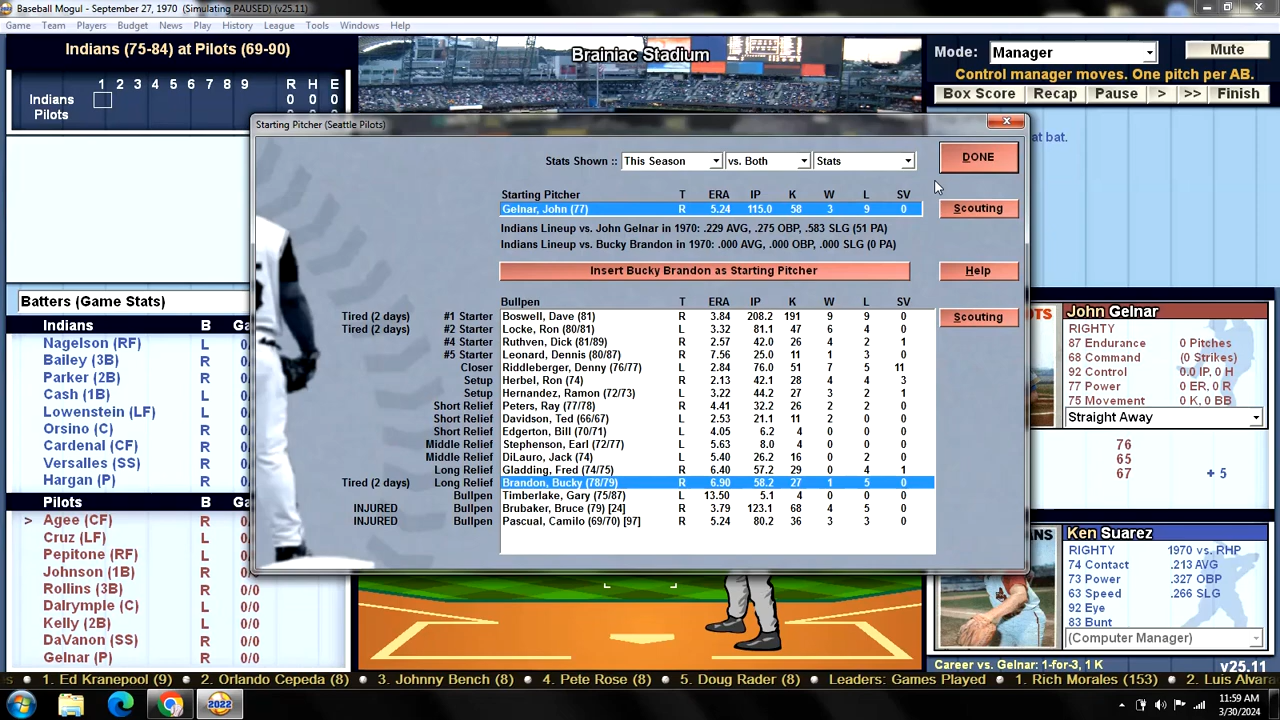 Baseball Mogul - September 27, 1970 (Simulating PAUSED) (v25.11)
Game Team Players Budget News Play History League Tools Windows Help
Indians (75-84) at Pilots (69-90)
1 2 3 4 5 6 7 8 9 R H E
Indians 0 0 0
Pilots 0 0 0
Brainiac Stadium
Mode: Manager Mute
Control manager moves. One pitch per AB.
Box Score Recap Pause > >> Finish
at bat.
Starting Pitcher (Seattle Pilots)
Stats Shown :: This Season vs. Both Stats DONE
Starting Pitcher T ERA IP K W L SV
Gelnar, John (77) R 5.24 115.0 58 3 9 0 Scouting
Indians Lineup vs. John Gelnar in 1970: .229 AVG, .275 OBP, .583 SLG (51 PA)
Indians Lineup vs. Bucky Brandon in 1970: .000 AVG, .000 OBP, .000 SLG (0 PA)
Insert Bucky Brandon as Starting Pitcher Help
Bullpen T ERA IP K W L SV
Tired (2 days) #1 Starter Boswell, Dave (81) R 3.84 208.2 191 9 9 0 Scouting
Tired (2 days) #2 Starter Locke, Ron (80/81) L 3.32 81.1 47 6 4 0
#4 Starter Ruthven, Dick (81/89) R 2.57 42.0 26 4 2 1
#5 Starter Leonard, Dennis (80/87) R 7.56 25.0 11 1 3 0
Closer Riddleberger, Denny (76/77) L 2.84 76.0 51 7 5 11
Setup Herbel, Ron (74) R 2.13 42.1 28 4 4 3
Setup Hernandez, Ramon (72/73) L 3.22 44.2 27 3 2 1
Short Relief Peters, Ray (77/78) R 4.41 32.2 26 2 2 0
Short Relief Davidson, Ted (66/67) L 2.53 21.1 11 2 0 0
Short Relief Edgerton, Bill (70/71) L 4.05 6.2 4 0 0 0
Middle Relief Stephenson, Earl (72/77) L 5.63 8.0 4 0 0 0
Middle Relief DiLauro, Jack (74) L 5.40 26.2 16 0 2 0
Long Relief Gladding, Fred (74/75) R 6.40 57.2 29 0 4 1
Tired (2 days) Long Relief Brandon, Bucky (78/79) R 6.90 58.2 27 1 5 0
Bullpen Timberlake, Gary (75/87) L 13.50 5.1 4 0 0 0
INJURED Bullpen Brubaker, Bruce (79) [24] R 3.79 123.1 68 4 5 0
INJURED Bullpen Pascual, Camilo (69/70) [97] R 5.24 80.2 36 3 3 0
Batters (Game Stats)
Indians B Ga
Nagelson (RF) L 0
Bailey (3B) R 0
Parker (2B) R 0
Cash (1B) L 0
Lowenstein (LF) L 0
Orsino (C) R 0
Cardenal (CF) R 0
Versalles (SS) R 0
Hargan (P) R 0
Pilots B Ga
> Agee (CF) R 0/0
Cruz (LF) L 0/0
Pepitone (RF) L 0/0
Johnson (1B) R 0/0
Rollins (3B) R 0/0
Dalrymple (C) L 0/0
Kelly (2B) R 0/0
DaVanon (SS) R 0/0
Gelnar (P) R 0/0
OTS John Gelnar
RIGHTY
87 Endurance 0 Pitches
68 Command (0 Strikes)
92 Control 0.0 IP, 0 H
77 Power 0 ER, 0 R
75 Movement 0 K, 0 BB
Straight Away
76
65
67 + 5
ANS Ken Suarez
RIGHTY 1970 vs. RHP
74 Contact .213 AVG
73 Power .327 OBP
63 Speed .266 SLG
92 Eye
83 Bunt
(Computer Manager)
Career vs. Gelnar: 1-for-3, 1 K v25.11
s 1. Ed Kranepool (9) 2. Orlando Cepeda (8) 3. Johnny Bench (8) 4. Pete Rose (8) 5. Doug Rader (8) Leaders: Games Played 1. Rich Morales (153) 2. Luis Alvara
2022
11:59 AM
3/30/2024